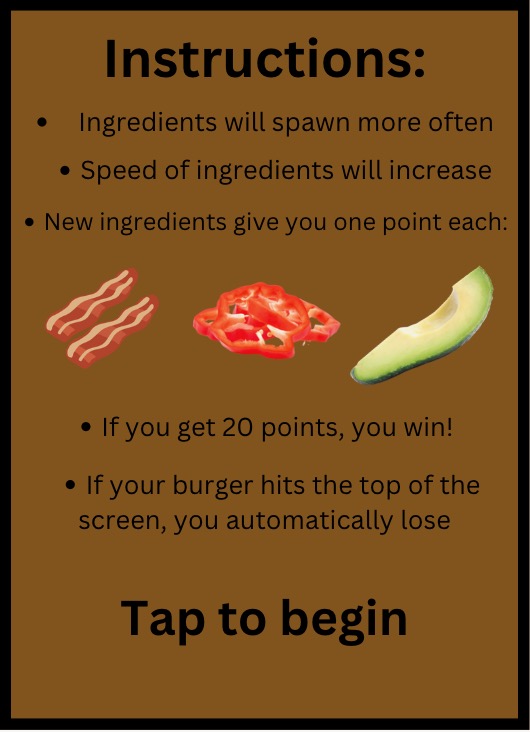 Instructions:
• Ingredients will spawn more often
• Speed of ingredients will increase
• New ingredients give you one point each:
• If you get 20 points, you win!
• If your burger hits the top of the
screen, you automatically lose
Tap to begin